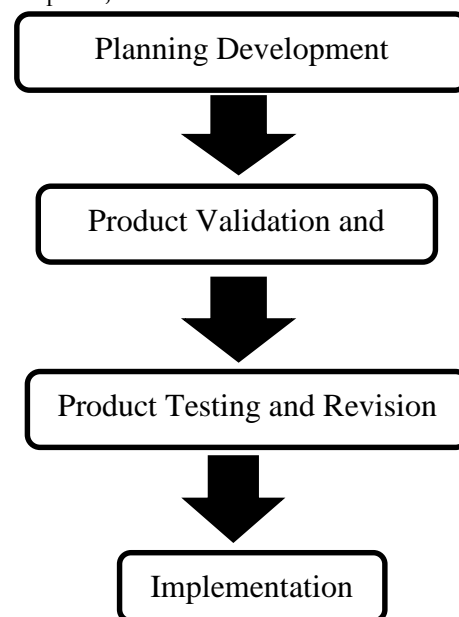 Planning Development
Product Validation and
Product Testing and Revision
Implementation